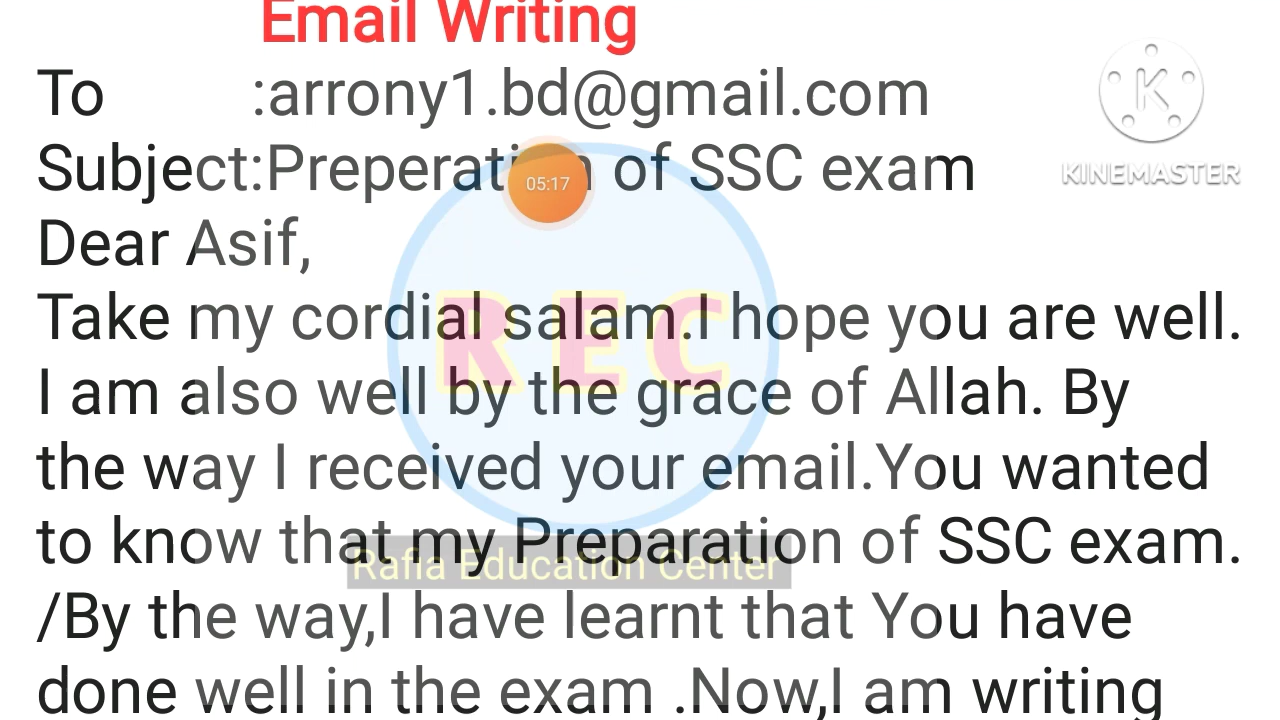 Email Writing
To :arrony1.bd@gmail.com
K
KINEMASTER
Subject:Preperation of SSC exam
05:17
Dear Asif,
Take my cordial salam.I hope you are well.
REC
I am also well by the grace of Allah. By
the way I received your email.You wanted
to know that my Preparation of SSC exam.
Rafia Education Center
/By the way,I have learnt that You have
done well in the exam .Now,I am writing